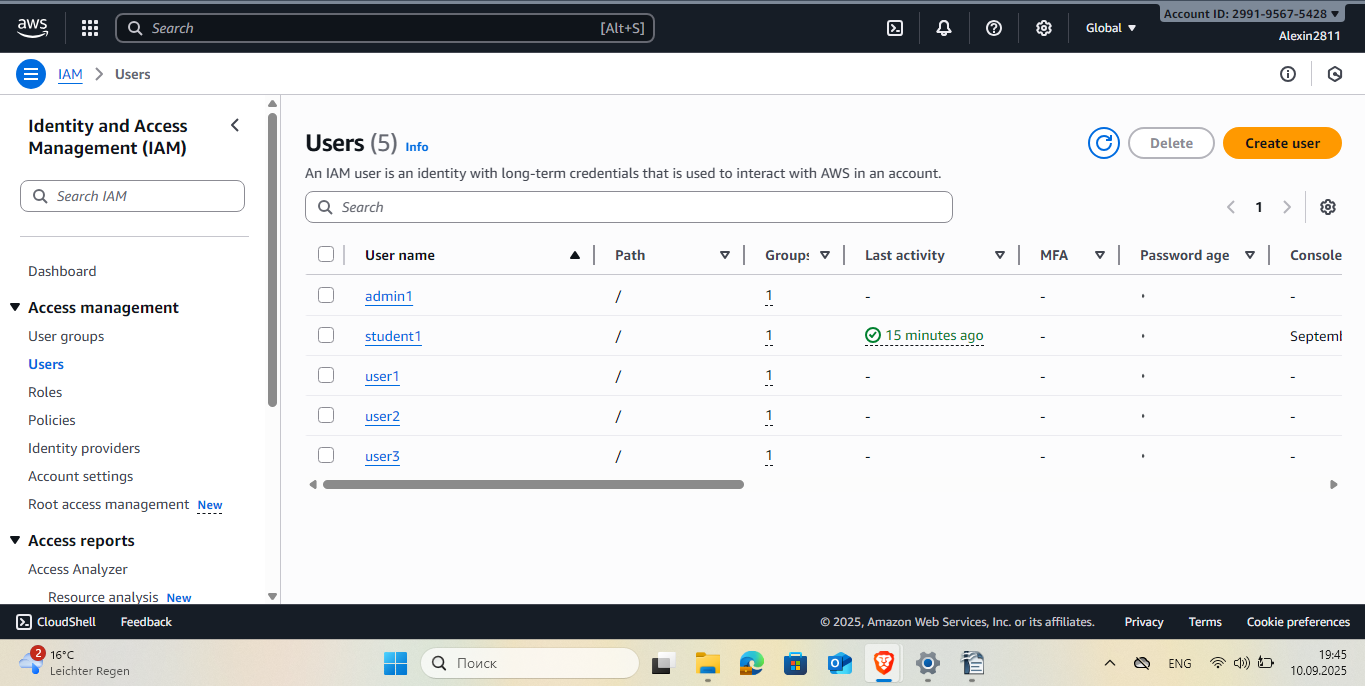 aws
Search [Alt+S]
Global
Account ID: 2991-9567-5428
Alexin2811
IAM > Users
Identity and Access Management (IAM)
Search IAM
Dashboard
Access management
User groups
Users
Roles
Policies
Identity providers
Account settings
Root access management New
Access reports
Access Analyzer
Resource analysis New
Users (5) Info
Delete
Create user
An IAM user is an identity with long-term credentials that is used to interact with AWS in an account.
Search
1
User name Path Groups Last activity MFA Password age Console
admin1 / 1 - - -
student1 / 1 15 minutes ago - Septemb
user1 / 1 - - -
user2 / 1 - - -
user3 / 1 - - -
CloudShell Feedback © 2025, Amazon Web Services, Inc. or its affiliates. Privacy Terms Cookie preferences
2
16°C
Leichter Regen
Поиск
ENG
19:45
10.09.2025